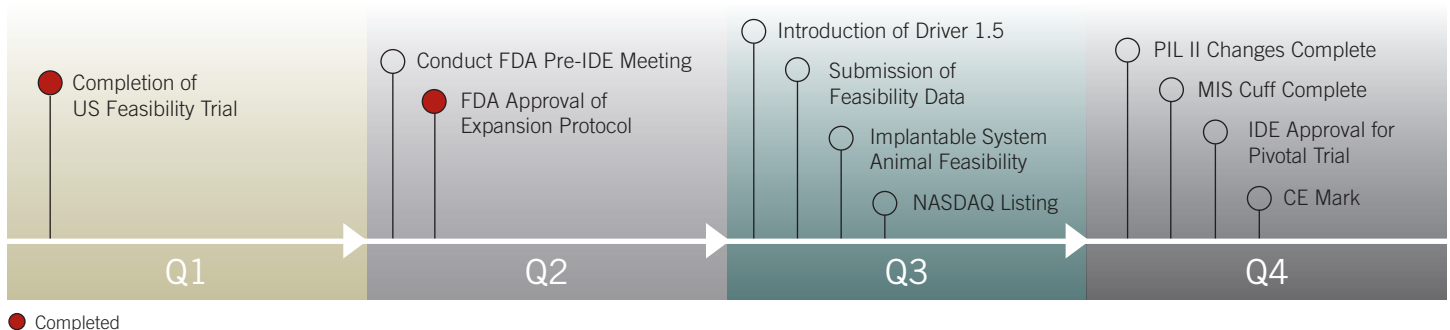 Completion of
US Feasibility Trial
Conduct FDA Pre-IDE Meeting
FDA Approval of
Expansion Protocol
Introduction of Driver 1.5
Submission of
Feasibility Data
Implantable System
Animal Feasibility
NASDAQ Listing
PIL II Changes Complete
MIS Cuff Complete
IDE Approval for
Pivotal Trial
CE Mark
Q1
Q2
Q3
Q4
Completed